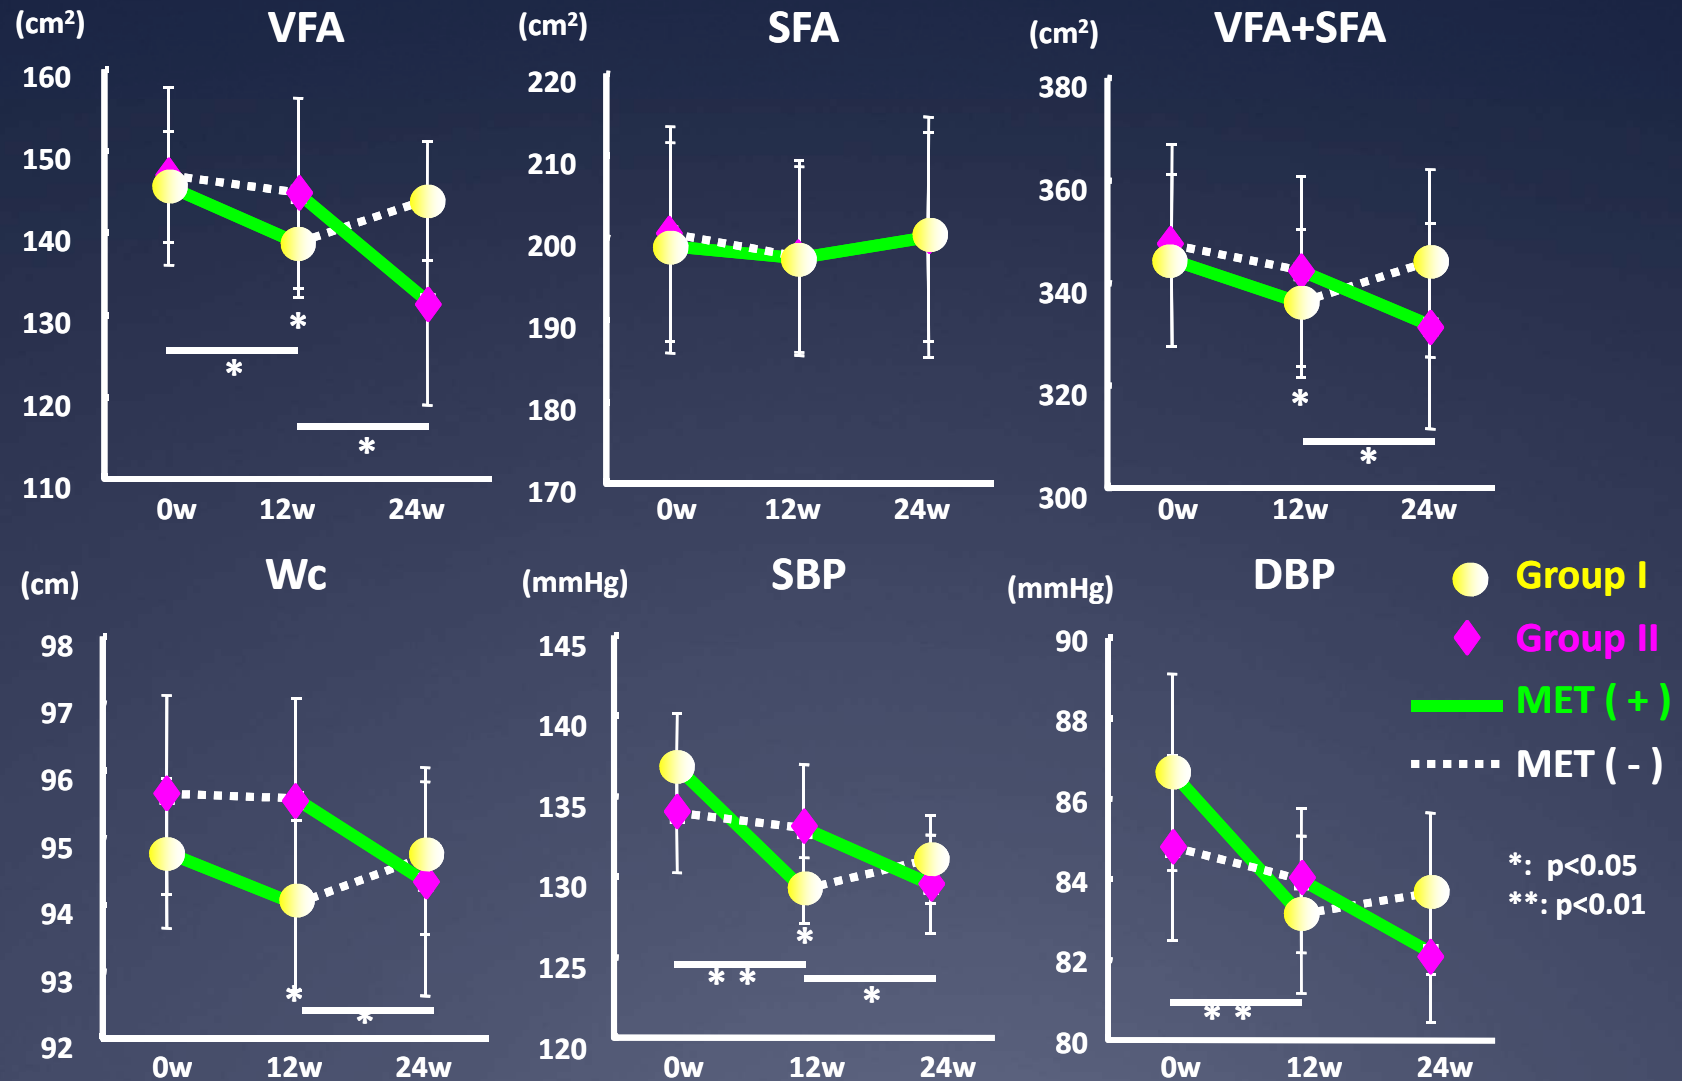 (cm²) VFA
160
150
140
130
120
110
0w 12w 24w
*
*
*
(cm²) SFA
220
210
200
190
180
170
0w 12w 24w
(cm²) VFA+SFA
380
360
340
320
300
0w 12w 24w
*
*
(cm) Wc
98
97
96
95
94
93
92
0w 12w 24w
*
*
(mmHg) SBP
145
140
135
130
125
120
0w 12w 24w
*
* *
*
(mmHg) DBP
90
88
86
84
82
80
0w 12w 24w
* *
Group I
Group II
MET ( + )
MET ( - )
*: p<0.05
**: p<0.01